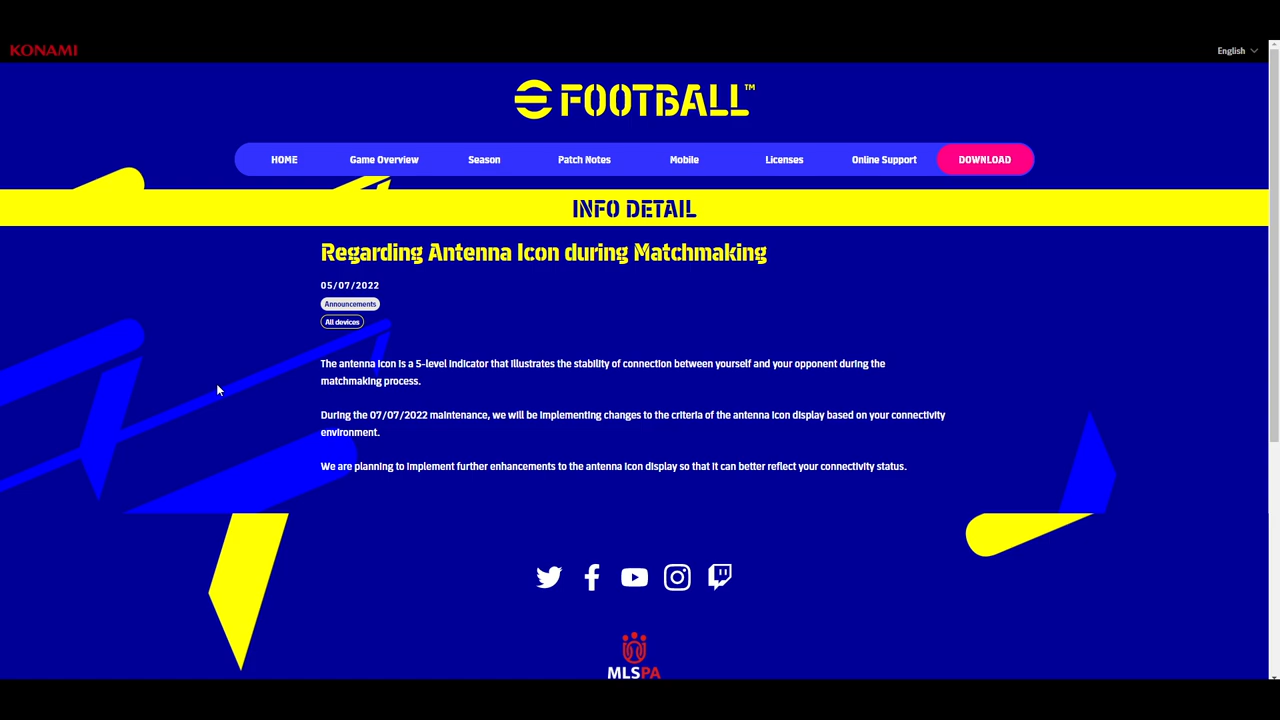 KONAMI
English
FOOTBALL™
HOME Game Overview Season Patch Notes Mobile Licenses Online Support DOWNLOAD
INFO DETAIL
Regarding Antenna Icon during Matchmaking
05/07/2022
Announcements
All devices
The antenna icon is a 5-level indicator that illustrates the stability of connection between yourself and your opponent during the
matchmaking process.
During the 07/07/2022 maintenance, we will be implementing changes to the criteria of the antenna icon display based on your connectivity
environment.
We are planning to implement further enhancements to the antenna icon display so that it can better reflect your connectivity status.
MLSPA